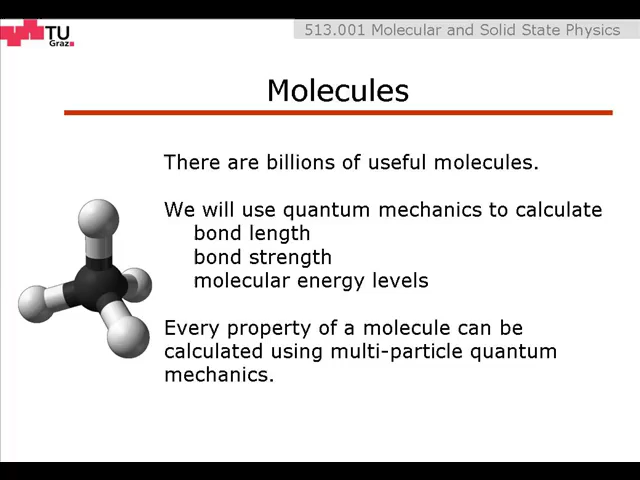 TU
Graz
513.001 Molecular and Solid State Physics
Molecules
There are billions of useful molecules.
We will use quantum mechanics to calculate
bond length
bond strength
molecular energy levels
Every property of a molecule can be
calculated using multi-particle quantum
mechanics.